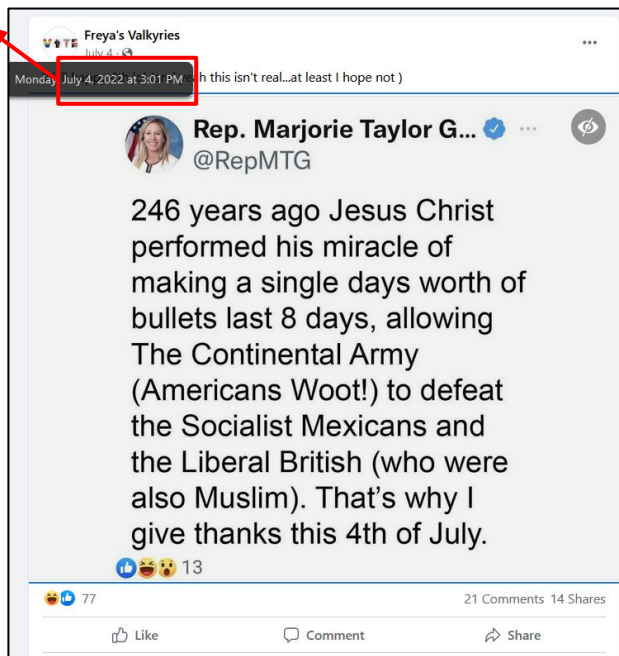 VOTE
Freya's Valkyries
July 4 ·
Monday, July 4, 2022 at 3:01 PM
h this isn't real...at least I hope not )
Rep. Marjorie Taylor G...
@RepMTG
246 years ago Jesus Christ
performed his miracle of
making a single days worth of
bullets last 8 days, allowing
The Continental Army
(Americans Woot!) to defeat
the Socialist Mexicans and
the Liberal British (who were
also Muslim). That's why I
give thanks this 4th of July.
13
77
21 Comments 14 Shares
Like
Comment
Share